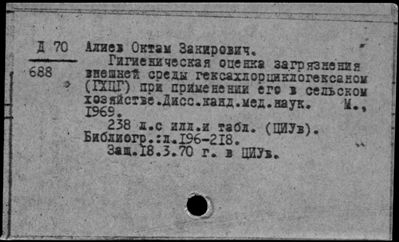 Д 70 Алиев Октам Закирович.
Гигиеническая оценка загрязнения
688 внешней среды гексахлорциклогексаном
(ГХЦГ) при применении его в сельском
хозяйстве.Дисс.канд.мед.наук. М.,
1969.
238 л.с илл.и табл. (ЦИУв).
Библиогр.:л.196-218.
Защ.18.3.70 г. в ЦИУв.